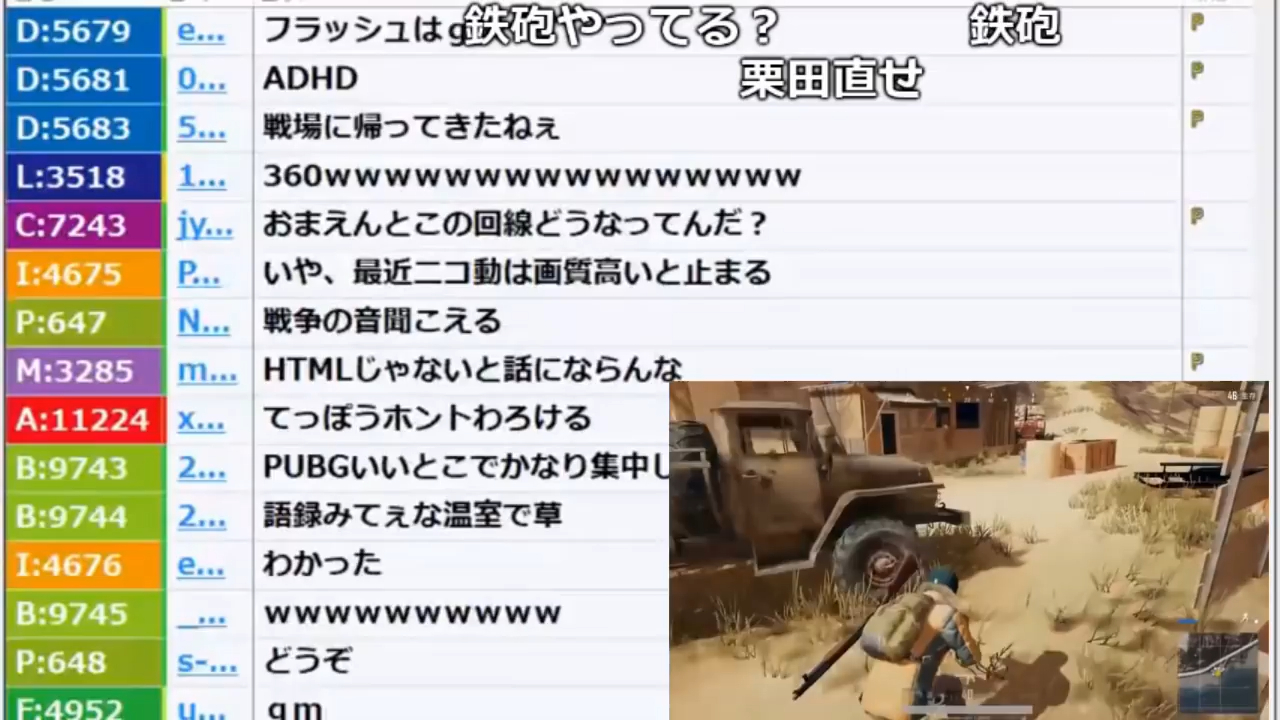 鉄砲やってる？ 鉄砲
D:5679 e... フラッシュはg P
栗田直せ
D:5681 0... ADHD P
D:5683 5... 戦場に帰ってきたねぇ P
L:3518 1... 360wwwwwwwwwwwwwwww
C:7243 jy... おまえんとこの回線どうなってんだ？ P
I:4675 P... いや、最近ニコ動は画質高いと止まる
P:647 N... 戦争の音聞こえる
M:3285 m... HTMLじゃないと話にならんな P
A:11224 x... てっぽうホントわろける
B:9743 2... PUBGいいとこでかなり集中し
B:9744 2... 語録みてぇな温室で草
I:4676 e... わかった
B:9745 _... wwwwwwwwww
P:648 s-... どうぞ
F:4952 u... gm
46 生存